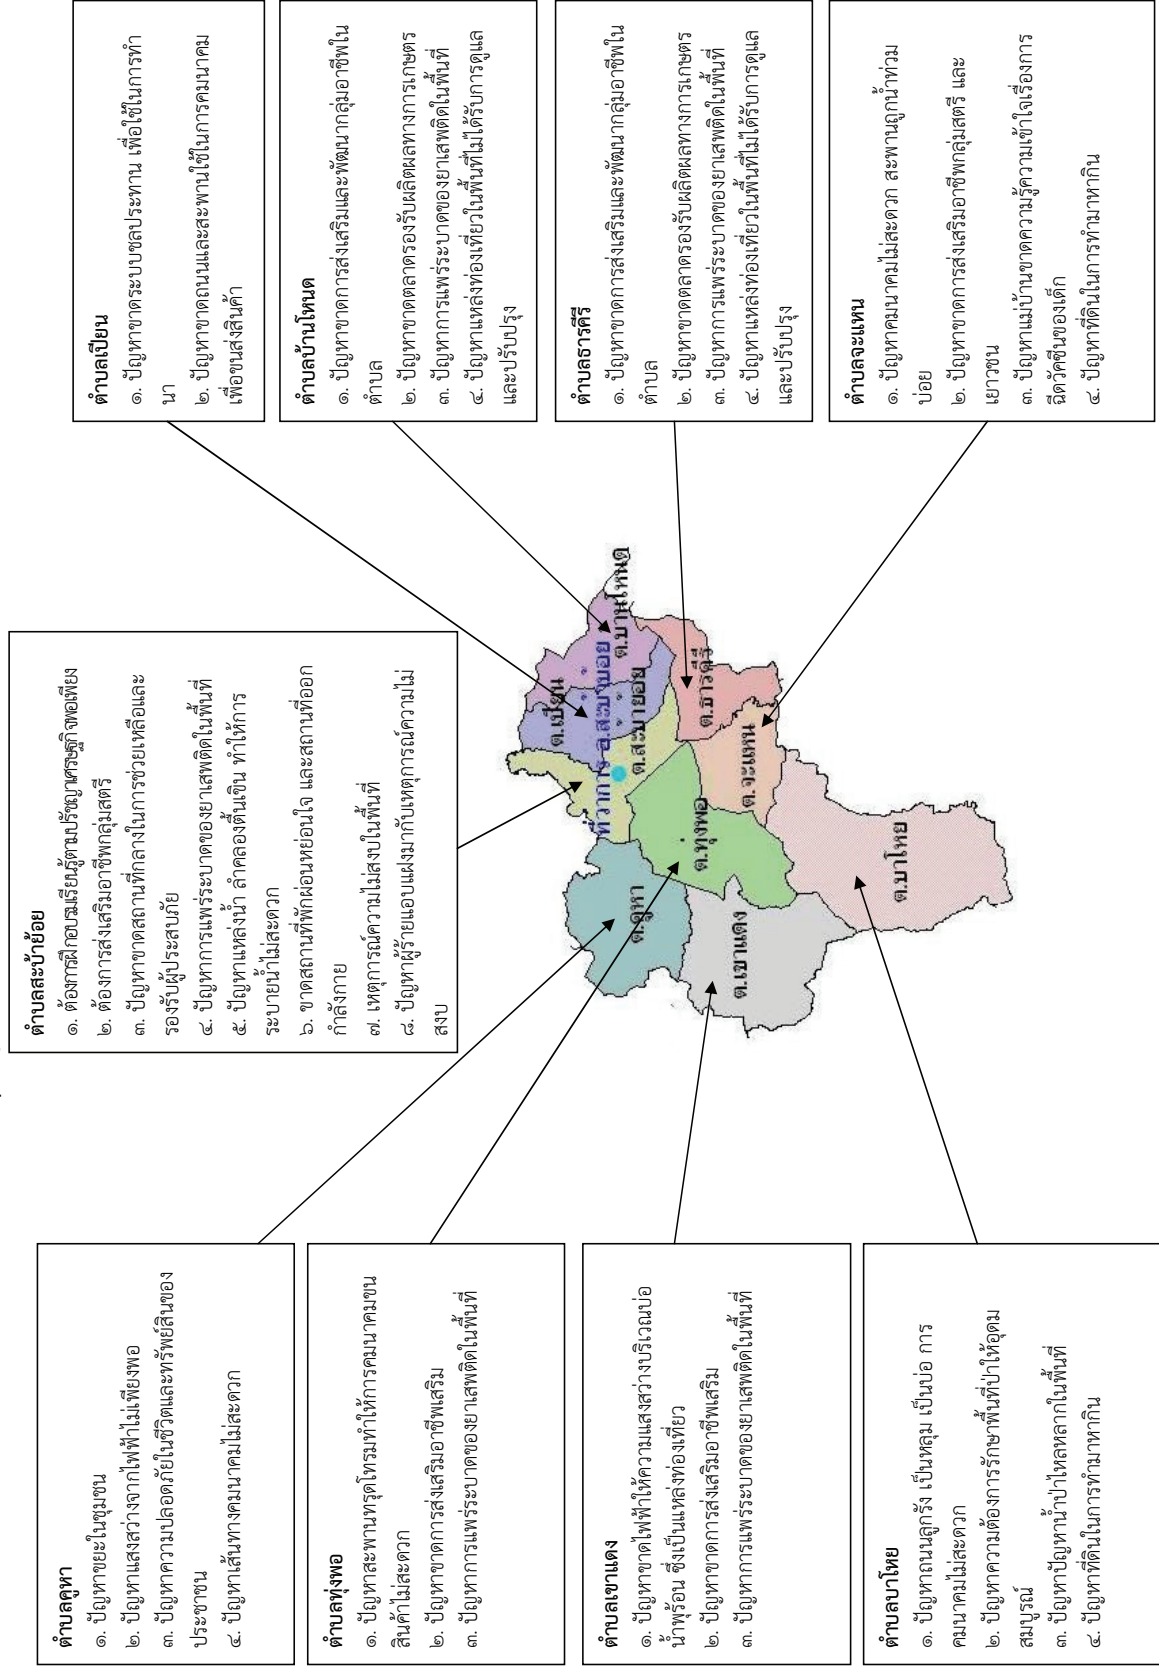 ตำบลคูหา
๑. ปัญหาขยะในชุมชน
๒. ปัญหาแสงสว่างจากไฟฟ้าไม่เพียงพอ
๓. ปัญหาความปลอดภัยในชีวิตและทรัพย์สินของ
ประชาชน
๔. ปัญหาเส้นทางคมนาคมไม่สะดวก
ตำบลทุ่งพอ
๑. ปัญหาสะพานทรุดโทรมทำให้การคมนาคมขน
สินค้าไม่สะดวก
๒. ปัญหาขาดการส่งเสริมอาชีพเสริม
๓. ปัญหาการแพร่ระบาดของยาเสพติดในพื้นที่
ตำบลเขาแดง
๑. ปัญหาขาดไฟฟ้าให้ความแสงสว่างบริเวณบ่อ
น้ำพุร้อน ซึ่งเป็นแหล่งท่องเที่ยว
๒. ปัญหาขาดการส่งเสริมอาชีพเสริม
๓. ปัญหาการแพร่ระบาดของยาเสพติดในพื้นที่
ตำบลบาโหย
๑. ปัญหาถนนลูกรัง เป็นหลุม เป็นบ่อ การ
คมนาคมไม่สะดวก
๒. ปัญหาความต้องการรักษาพื้นที่ป่าให้อุดม
สมบูรณ์
๓. ปัญหาปัญหาน้ำป่าไหลหลากในพื้นที่
๔. ปัญหาที่ดินในการทำมาหากิน
ตำบลสะบ้าย้อย
๑. ต้องการฝึกอบรมเรียนรู้ตามปรัชญาเศรษฐกิจพอเพียง
๒. ต้องการส่งเสริมอาชีพกลุ่มสตรี
๓. ปัญหาขาดสถานที่กลางในการช่วยเหลือและ
รองรับผู้ประสบภัย
๔. ปัญหาการแพร่ระบาดของยาเสพติดในพื้นที่
๕. ปัญหาแหล่งน้ำ ลำคลองตื้นเขิน ทำให้การ
ระบายน้ำไม่สะดวก
๖. ขาดสถานที่พักผ่อนหย่อนใจ และสถานที่ออก
กำลังกาย
๗. เหตุการณ์ความไม่สงบในพื้นที่
๘. ปัญหาผู้ร้ายแอบแฝงมากับเหตุการณ์ความไม่
สงบ
ต.เปียน
ที่ว่าการ อ.สะบ้าย้อย
ต.บ้านโหนด
ต.สะบ้าย้อย
ต.คูหา
ต.ทุ่งพอ
ต.ธารคีรี
ต.เขาแดง
ต.จะแหน
ต.บาโหย
ตำบลเปียน
๑. ปัญหาขาดระบบชลประทาน เพื่อใช้ในการทำ
นา
๒. ปัญหาขาดถนนและสะพานใช้ในการคมนาคม
เพื่อขนส่งสินค้า
ตำบลบ้านโหนด
๑. ปัญหาขาดการส่งเสริมและพัฒนากลุ่มอาชีพใน
ตำบล
๒. ปัญหาขาดตลาดรองรับผลิตผลทางการเกษตร
๓. ปัญหาการแพร่ระบาดของยาเสพติดในพื้นที่
๔. ปัญหาแหล่งท่องเที่ยวในพื้นที่ไม่ได้รับการดูแล
และปรับปรุง
ตำบลธารคีรี
๑. ปัญหาขาดการส่งเสริมและพัฒนากลุ่มอาชีพใน
ตำบล
๒. ปัญหาขาดตลาดรองรับผลิตผลทางการเกษตร
๓. ปัญหาการแพร่ระบาดของยาเสพติดในพื้นที่
๔. ปัญหาแหล่งท่องเที่ยวในพื้นที่ไม่ได้รับการดูแล
และปรับปรุง
ตำบลจะแหน
๑. ปัญหาคมนาคมไม่สะดวก สะพานถูกน้ำท่วม
บ่อย
๒. ปัญหาขาดการส่งเสริมอาชีพกลุ่มสตรี และ
เยาวชน
๓. ปัญหาแม่บ้านขาดความรู้ความเข้าใจเรื่องการ
ฉีดวัคซีนของเด็ก
๔. ปัญหาที่ดินในการทำมาหากิน